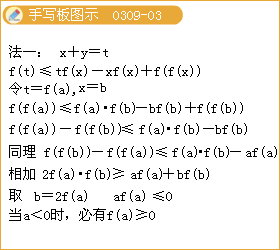 手写板图示 0309-03
法一： x＋y＝t
f(t)≤tf(x)－xf(x)＋f(f(x))
令t＝f(a),x＝b
f(f(a))≤f(a)•f(b)－bf(b)＋f(f(b))
f(f(a))－f(f(b))≤f(a)•f(b)－bf(b)
同理 f(f(b))－f(f(a))≤f(a)•f(b)－af(a)
相加 2f(a)•f(b)≥af(a)＋bf(b)
取 b＝2f(a) af(a)≤0
当a＜0时，必有f(a)≥0